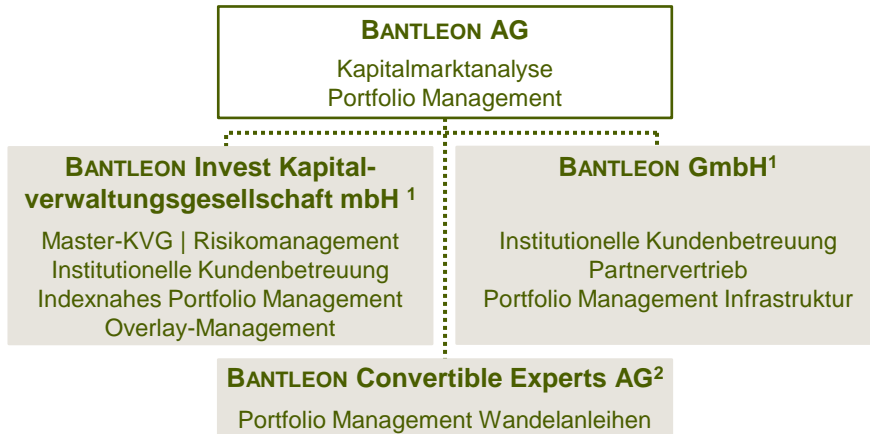 BANTLEON AG
Kapitalmarktanalyse
Portfolio Management
BANTLEON Invest Kapital-
verwaltungsgesellschaft mbH ¹
Master-KVG | Risikomanagement
Institutionelle Kundenbetreuung
Indexnahes Portfolio Management
Overlay-Management
BANTLEON GmbH¹
Institutionelle Kundenbetreuung
Partnervertrieb
Portfolio Management Infrastruktur
BANTLEON Convertible Experts AG²
Portfolio Management Wandelanleihen